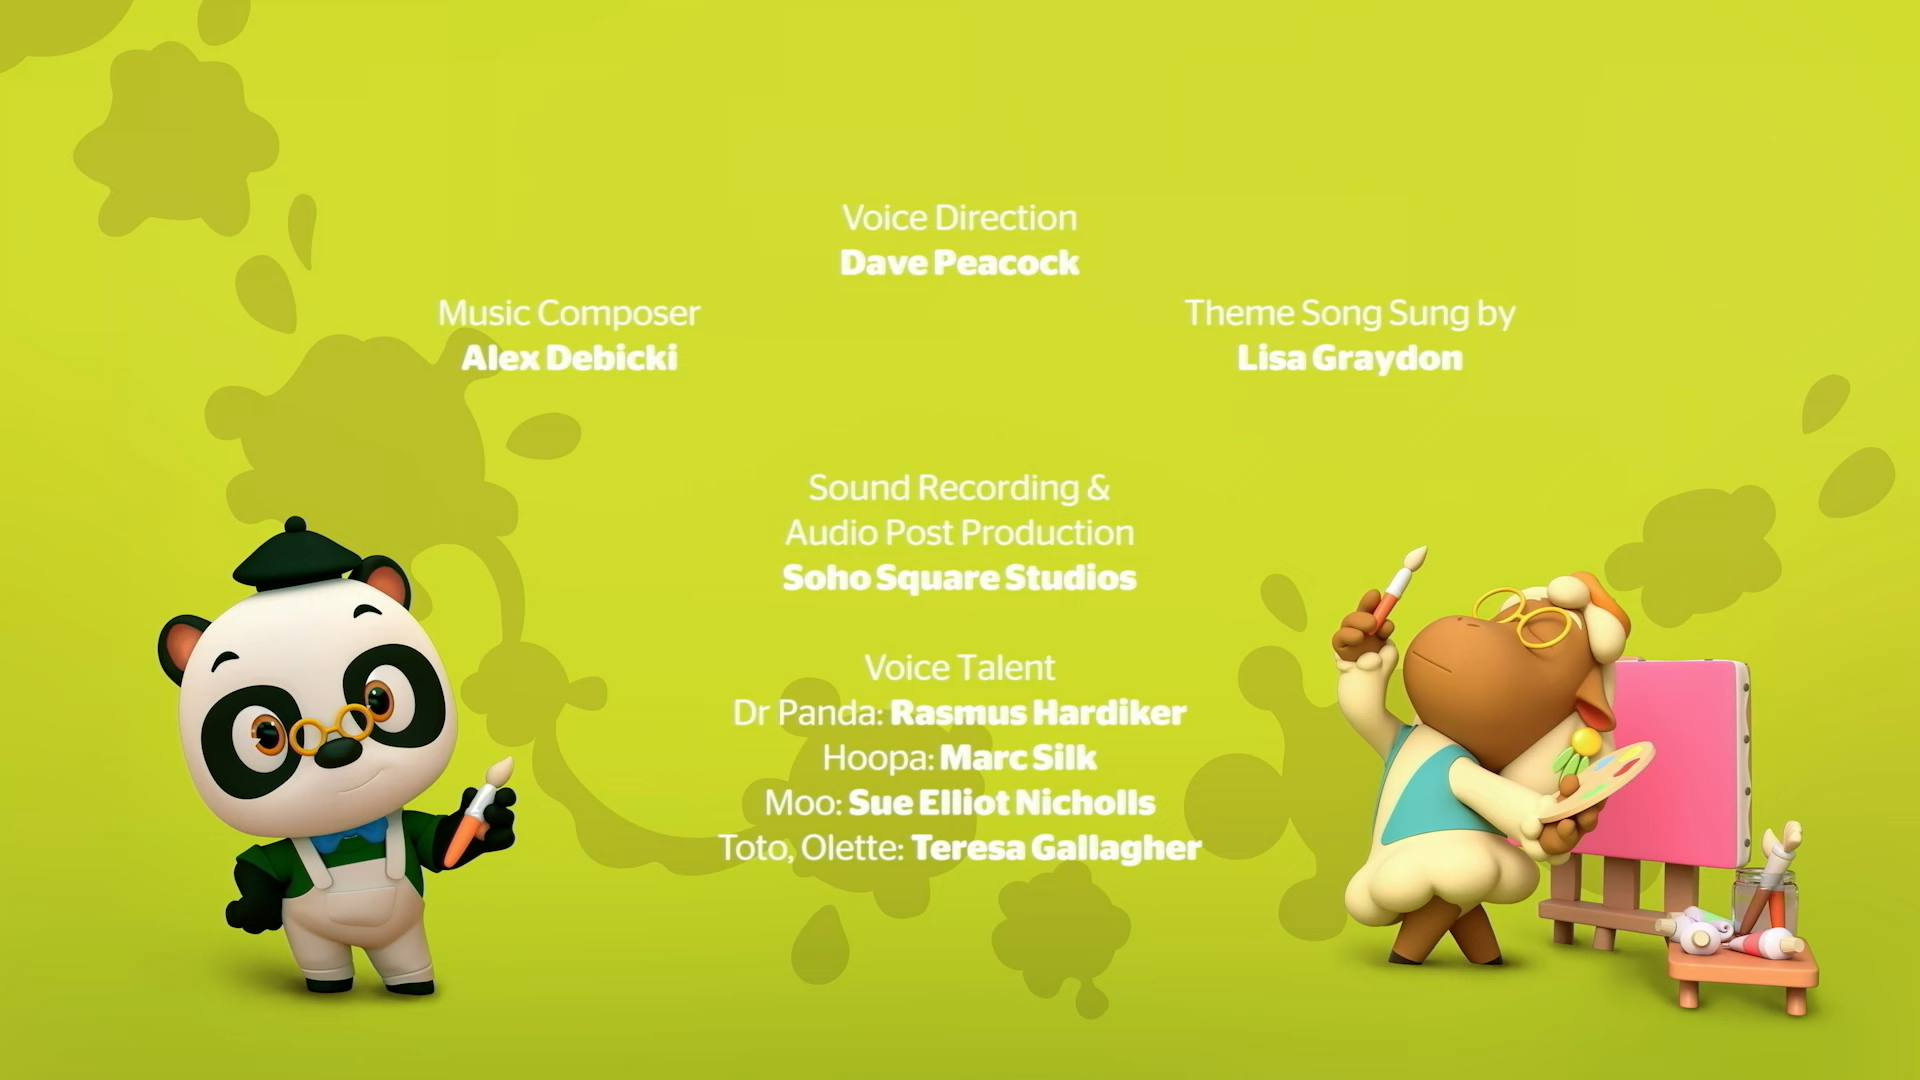 Voice Direction
Dave Peacock
Music Composer
Alex Debicki
Theme Song Sung by
Lisa Graydon
Sound Recording &
Audio Post Production
Soho Square Studios
Voice Talent
Dr Panda: Rasmus Hardiker
Hoopa: Marc Silk
Moo: Sue Elliot Nicholls
Toto, Olette: Teresa Gallagher